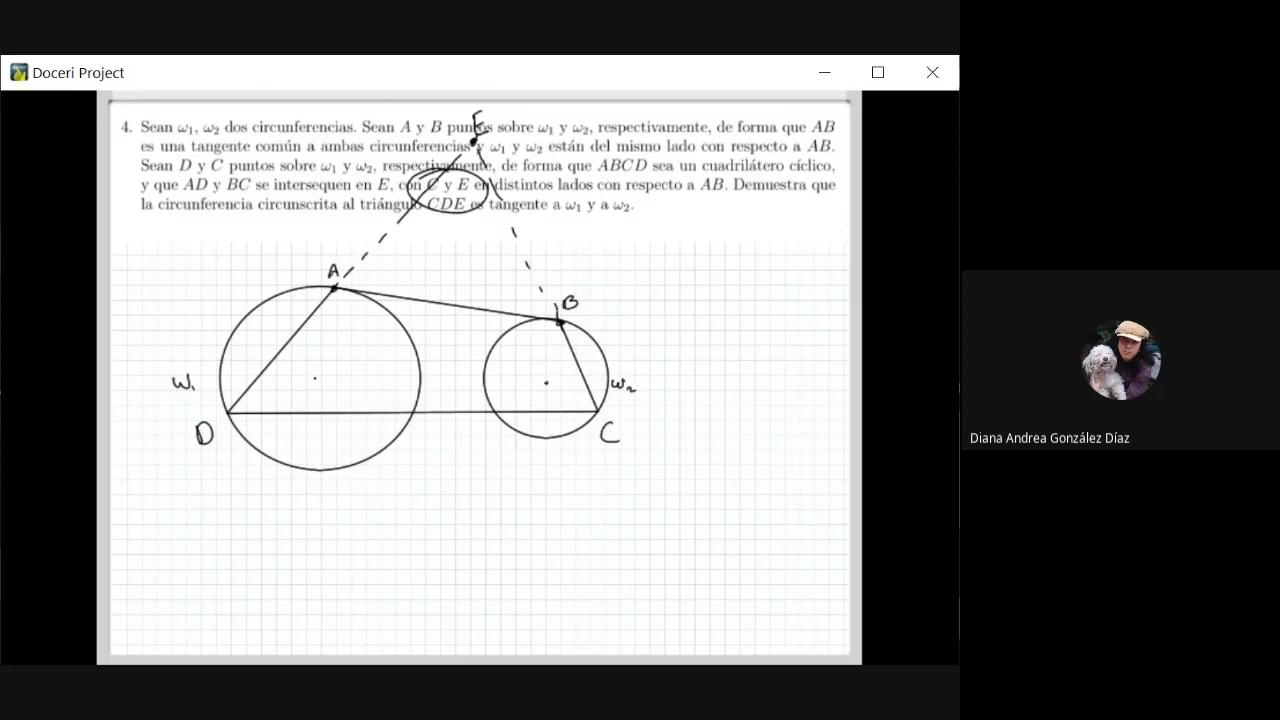 Doceri Project
E
4. Sean ω₁, ω₂ dos circunferencias. Sean A y B puntos sobre ω₁ y ω₂, respectivamente, de forma que AB
es una tangente común a ambas circunferencias y ω₁ y ω₂ están del mismo lado con respecto a AB.
Sean D y C puntos sobre ω₁ y ω₂, respectivamente, de forma que ABCD sea un cuadrilátero cíclico,
y que AD y BC se intersequen en E, con C y E en distintos lados con respecto a AB. Demuestra que
la circunferencia circunscrita al triángulo CDE es tangente a ω₁ y a ω₂.
A
B
ω₁
ω₂
D
C
Diana Andrea González Díaz